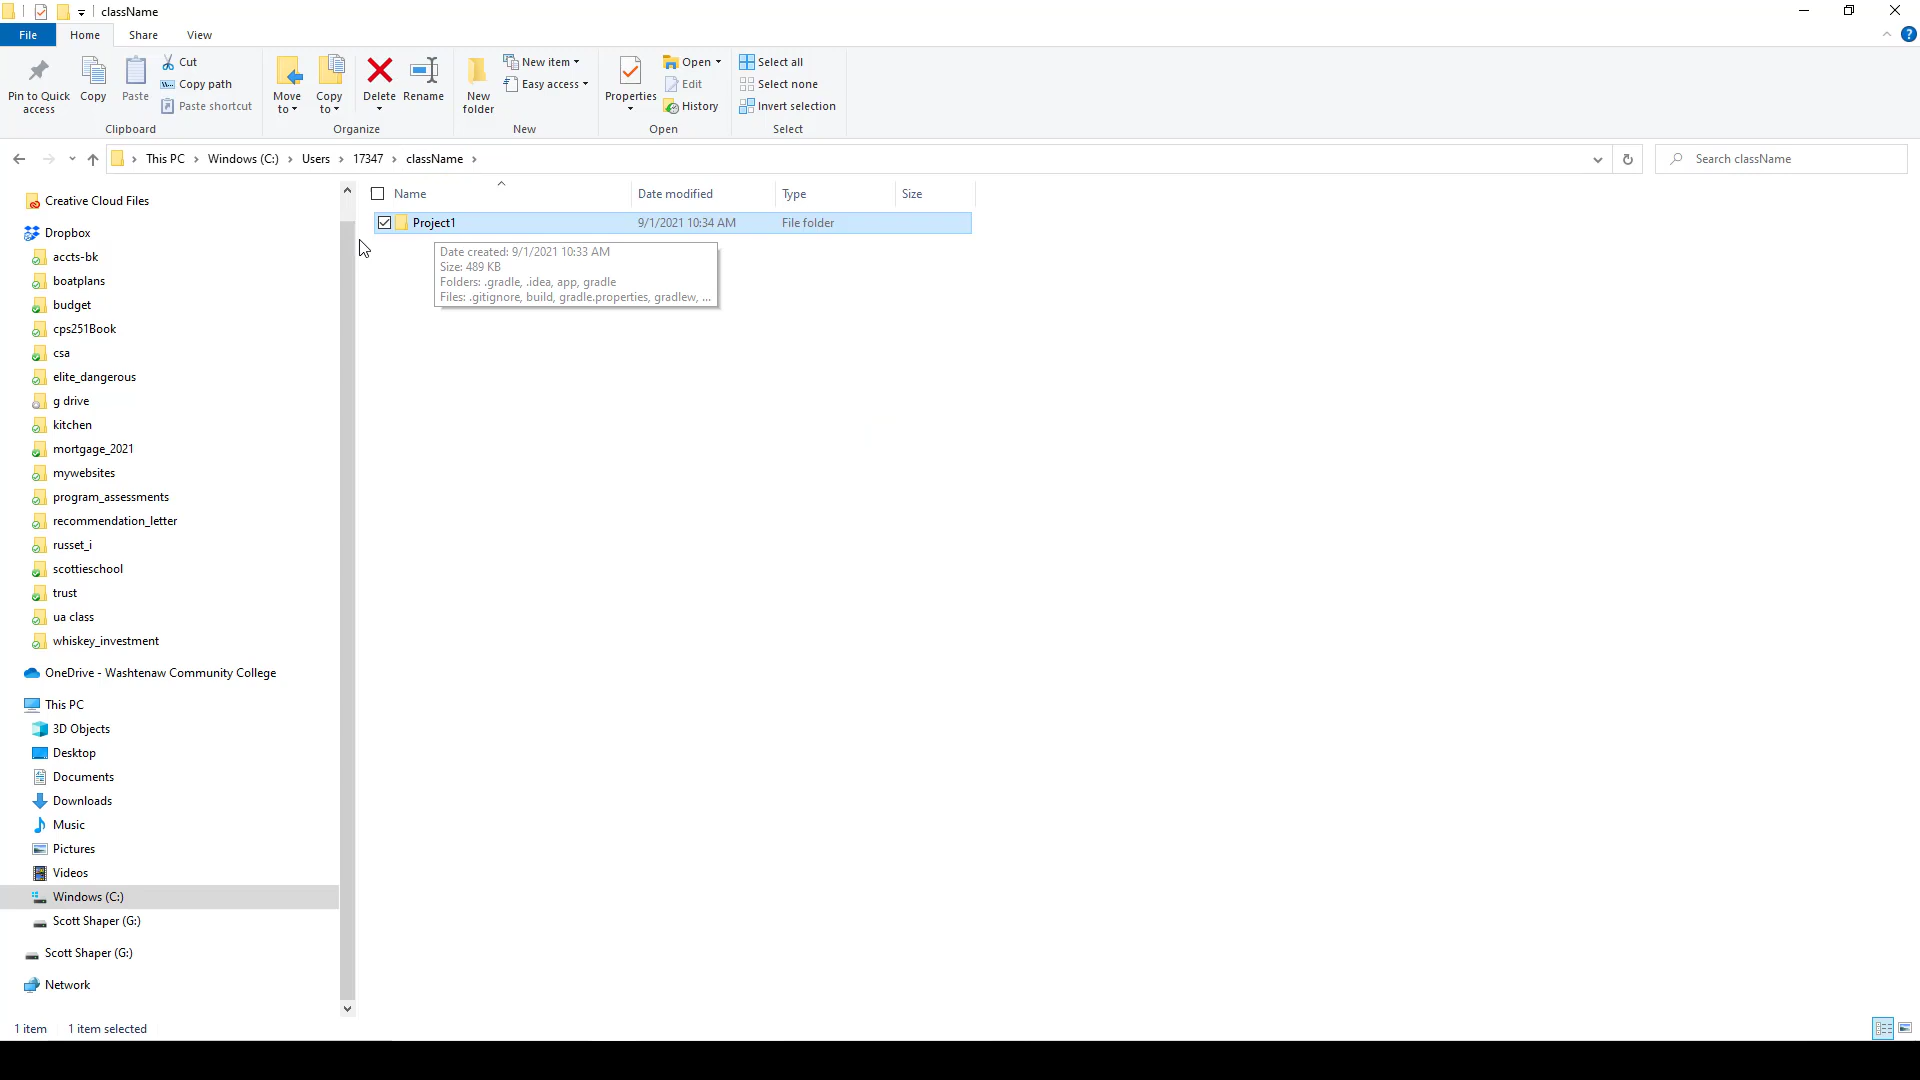 className
File
Home
Share
View
Pin to Quick access
Copy
Paste
Cut
Copy path
Paste shortcut
Clipboard
Move to
Copy to
Delete
Rename
Organize
New folder
New item
Easy access
New
Properties
Open
Edit
History
Open
Select all
Select none
Invert selection
Select
This PC > Windows (C:) > Users > 17347 > className >
Search className
Creative Cloud Files
Dropbox
accts-bk
boatplans
budget
cps251Book
csa
elite_dangerous
g drive
kitchen
mortgage_2021
mywebsites
program_assessments
recommendation_letter
russet_i
scottieschool
trust
ua class
whiskey_investment
OneDrive - Washtenaw Community College
This PC
3D Objects
Desktop
Documents
Downloads
Music
Pictures
Videos
Windows (C:)
Scott Shaper (G:)
Scott Shaper (G:)
Network
Name Date modified Type Size
Project1 9/1/2021 10:34 AM File folder
Date created: 9/1/2021 10:33 AM
Size: 489 KB
Folders: .gradle, .idea, app, gradle
Files: .gitignore, build, gradle.properties, gradlew, ...
1 item 1 item selected